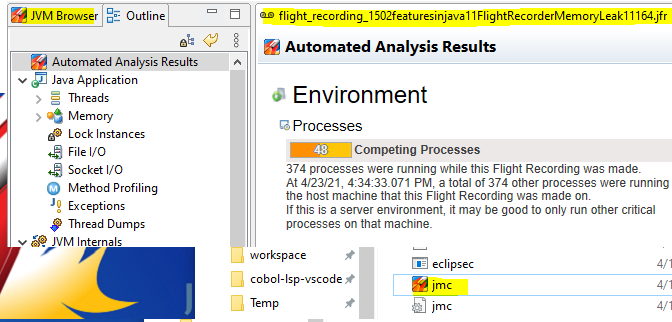 JVM Browser
Outline
Automated Analysis Results
Java Application
Threads
Memory
Lock Instances
File I/O
Socket I/O
Method Profiling
Exceptions
Thread Dumps
JVM Internals
flight_recording_1502featuresinjava11FlightRecorderMemoryLeak11164.jfr
Automated Analysis Results
Environment
Processes
48 Competing Processes
374 processes were running while this Flight Recording was made.
At 4/23/21, 4:34:33.071 PM, a total of 374 other processes were running
the host machine that this Flight Recording was made on.
If this is a server environment, it may be good to only run other critical
processes on that machine.
workspace
cobol-lsp-vscode
Temp
eclipsec 4/1
jmc 4/1
jmc 4/1